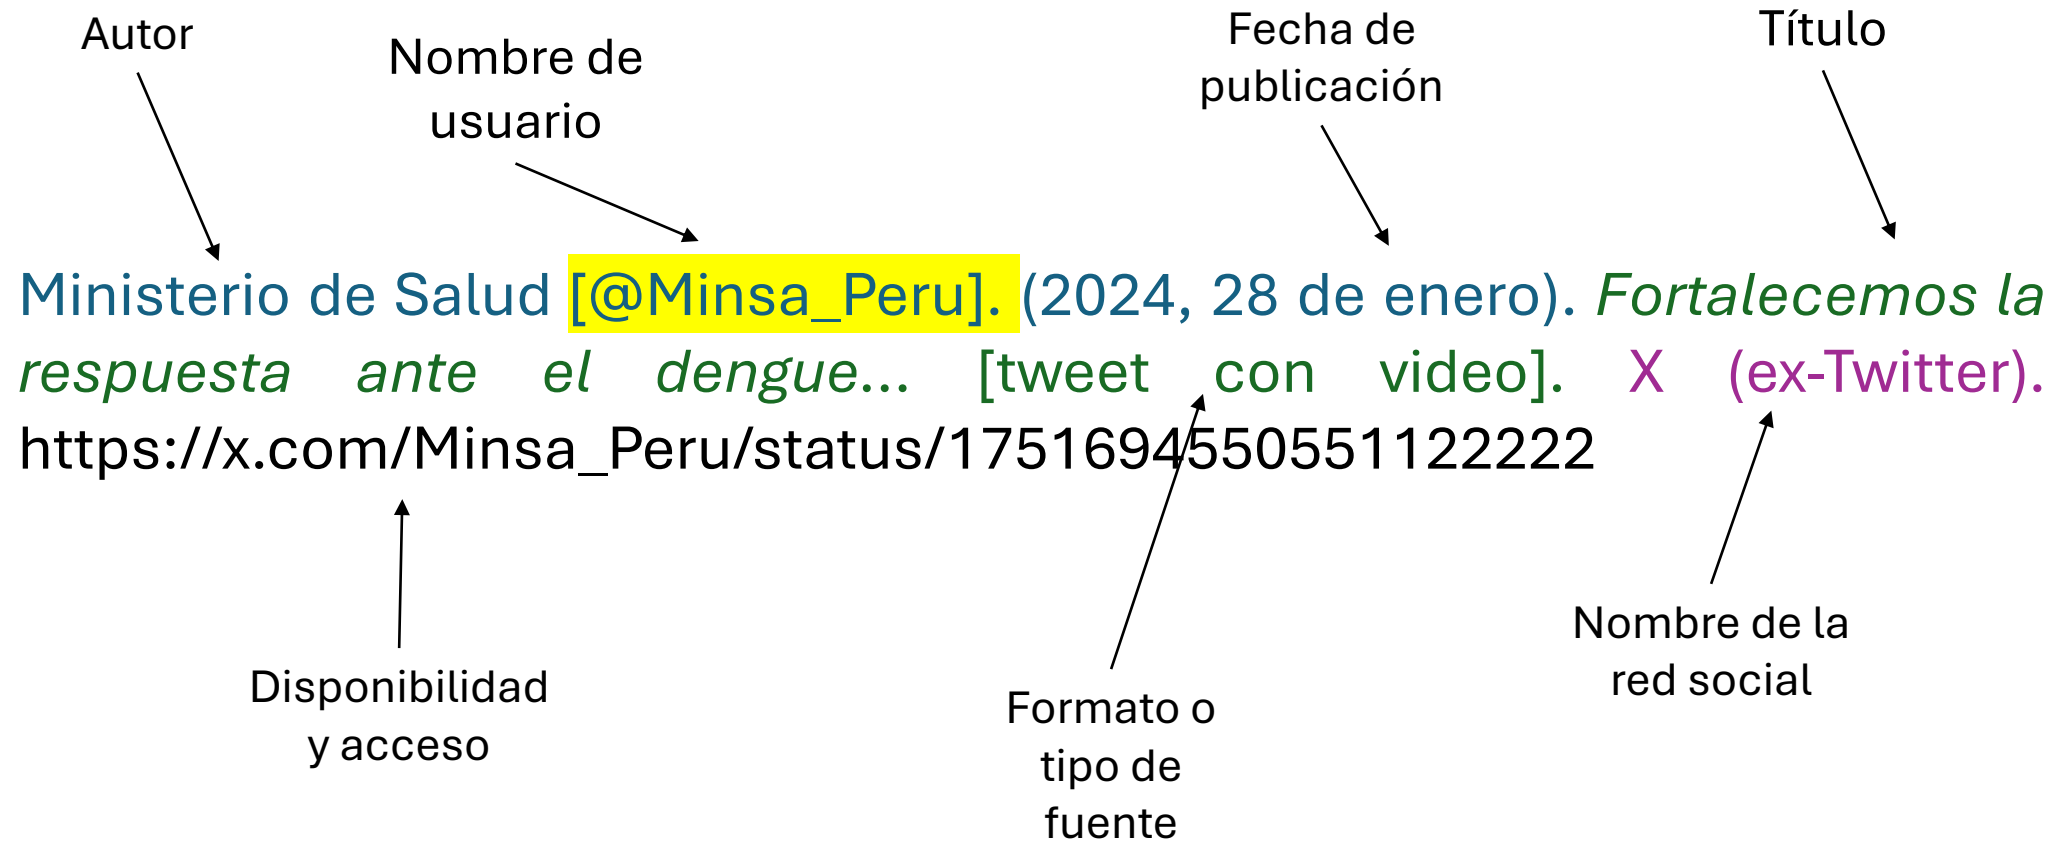 Autor
Nombre de
usuario
Fecha de
publicación
Título
Ministerio de Salud [@Minsa_Peru]. (2024, 28 de enero). Fortalecemos la
respuesta ante el dengue... [tweet con video]. X (ex-Twitter).
https://x.com/Minsa_Peru/status/1751694550551122222
Disponibilidad
y acceso
Formato o
tipo de
fuente
Nombre de la
red social